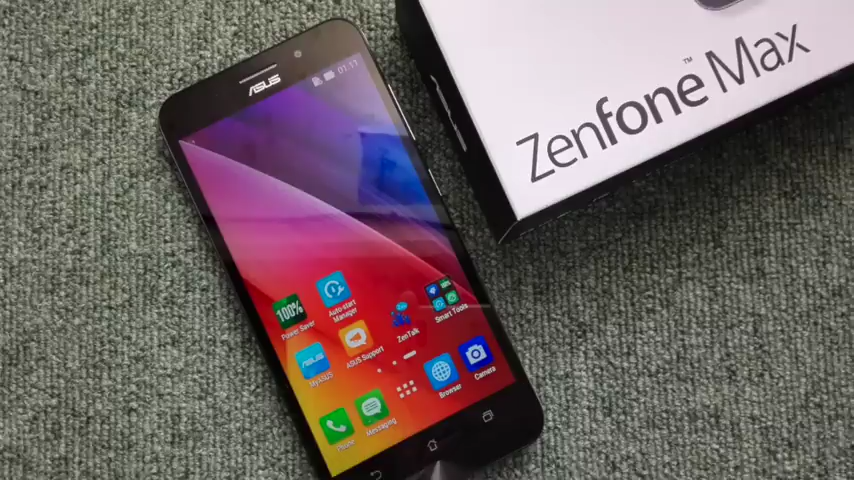 ASUS
01:11
Zenfone™ Max
100%
Power Saver
Auto-start
Manager
ZenTalk
Smart Tools
MyASUS
ASUS Support
Phone
Messaging
Browser
Camera